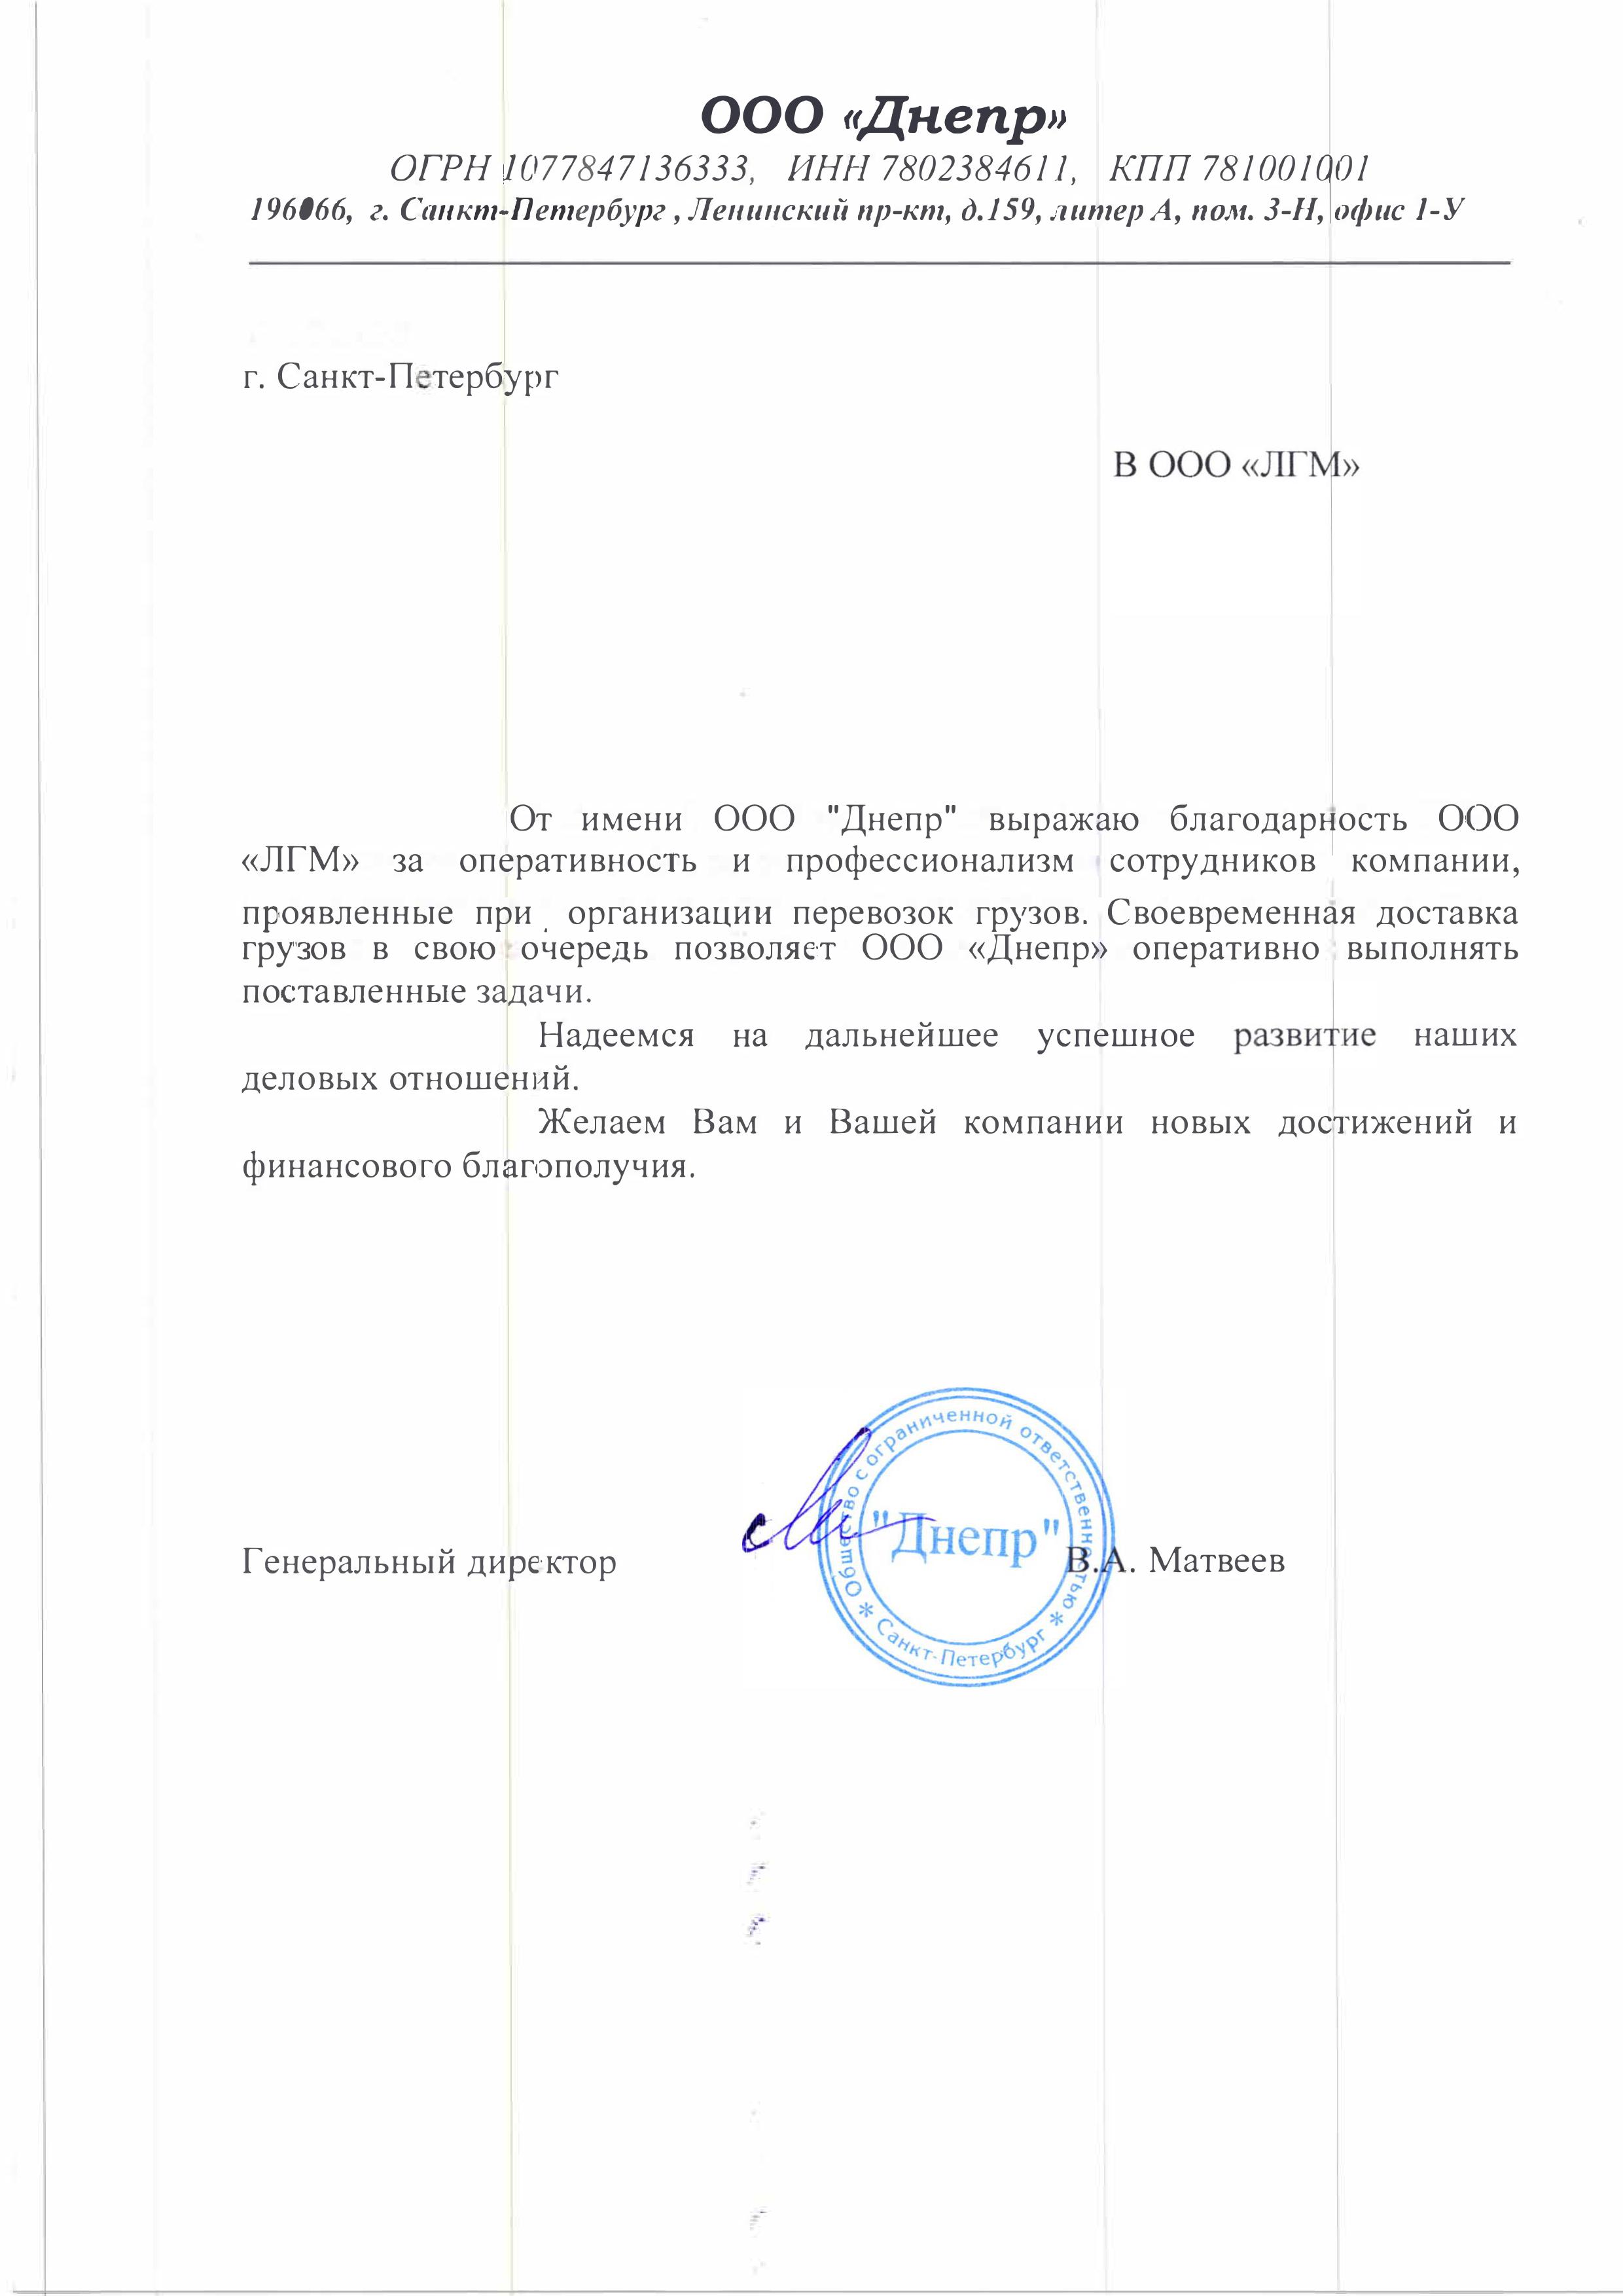 ООО «Днепр»
ОГРН 1077847136333, ИНН 7802384611, КПП 781001001
196066, г. Санкт-Петербург , Ленинский пр-кт, д.159, литер А, пом. 3-Н, офис 1-У
г. Санкт-Петербург
В ООО «ЛГМ»
От имени ООО "Днепр" выражаю благодарность ООО
«ЛГМ» за оперативность и профессионализм сотрудников компании,
проявленные при организации перевозок грузов. Своевременная доставка
грузов в свою очередь позволяет ООО «Днепр» оперативно выполнять
поставленные задачи.
Надеемся на дальнейшее успешное развитие наших
деловых отношений.
Желаем Вам и Вашей компании новых достижений и
финансового благополучия.
Генеральный директор
В.А. Матвеев
Общество с ограниченной ответственностью
"Днепр"
* Санкт-Петербург *